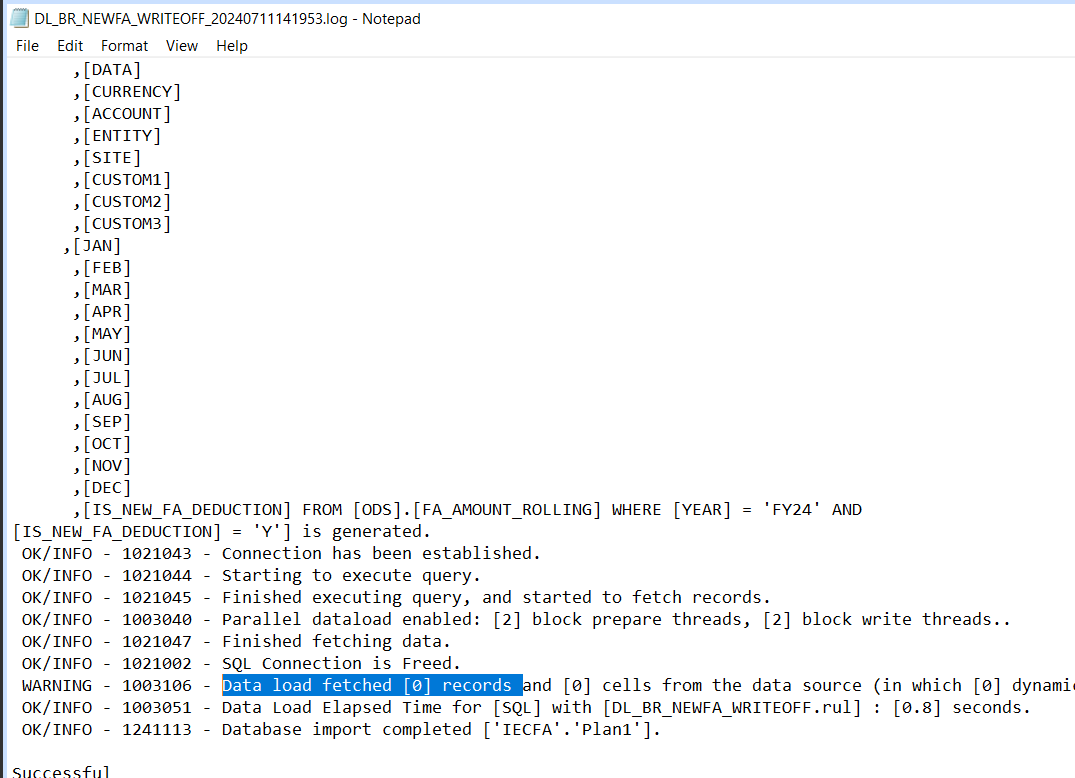 DL_BR_NEWFA_WRITEOFF_20240711141953.log - Notepad
File Edit Format View Help
,[DATA]
,[CURRENCY]
,[ACCOUNT]
,[ENTITY]
,[SITE]
,[CUSTOM1]
,[CUSTOM2]
,[CUSTOM3]
,[JAN]
,[FEB]
,[MAR]
,[APR]
,[MAY]
,[JUN]
,[JUL]
,[AUG]
,[SEP]
,[OCT]
,[NOV]
,[DEC]
,[IS_NEW_FA_DEDUCTION] FROM [ODS].[FA_AMOUNT_ROLLING] WHERE [YEAR] = 'FY24' AND
[IS_NEW_FA_DEDUCTION] = 'Y'] is generated.
OK/INFO - 1021043 - Connection has been established.
OK/INFO - 1021044 - Starting to execute query.
OK/INFO - 1021045 - Finished executing query, and started to fetch records.
OK/INFO - 1003040 - Parallel dataload enabled: [2] block prepare threads, [2] block write threads..
OK/INFO - 1021047 - Finished fetching data.
OK/INFO - 1021002 - SQL Connection is Freed.
WARNING - 1003106 - Data load fetched [0] records and [0] cells from the data source (in which [0] dynami
OK/INFO - 1003051 - Data Load Elapsed Time for [SQL] with [DL_BR_NEWFA_WRITEOFF.rul] : [0.8] seconds.
OK/INFO - 1241113 - Database import completed ['IECFA'.'Plan1'].
Successful